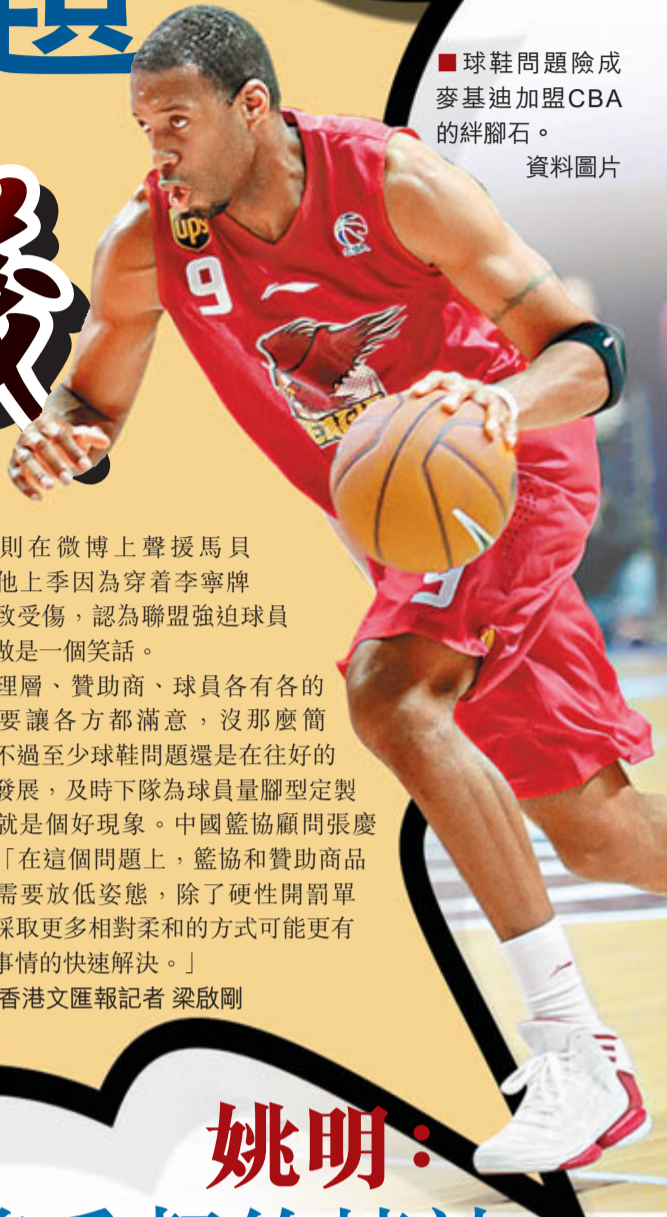 ■球鞋問題險成
麥基迪加盟CBA
的絆腳石。
資料圖片
ups
9
EAGLE
9
則在微博上聲援馬貝
他上季因為穿着李寧牌
致受傷，認為聯盟強迫球員
做是一個笑話。
理層、贊助商、球員各有各的
要讓各方都滿意，沒那麼簡
不過至少球鞋問題還是在往好的
發展，及時下隊為球員量腳型定製
就是個好現象。中國籃協顧問張慶
「在這個問題上，籃協和贊助商品
需要放低姿態，除了硬性開罰單
採取更多相對柔和的方式可能更有
事情的快速解決。」
香港文匯報記者 梁啟剛
姚明：